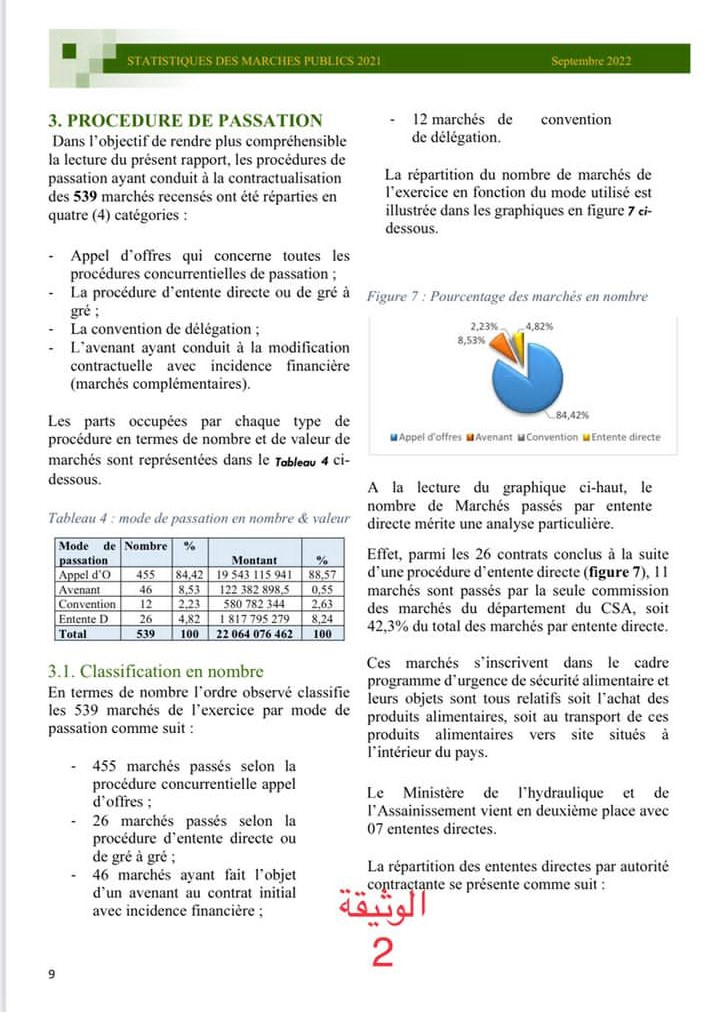 STATISTIQUES DES MARCHES PUBLICS 2021 Septembre 2022
3. PROCEDURE DE PASSATION
Dans l'objectif de rendre plus compréhensible
la lecture du présent rapport, les procédures de
passation ayant conduit à la contractualisation
des 539 marchés recensés ont été réparties en
quatre (4) catégories :
- Appel d'offres qui concerne toutes les
procédures concurrentielles de passation ;
- La procédure d'entente directe ou de gré à
gré ;
- La convention de délégation ;
- L'avenant ayant conduit à la modification
contractuelle avec incidence financière
(marchés complémentaires).
Les parts occupées par chaque type de
procédure en termes de nombre et de valeur de
marchés sont représentées dans le Tableau 4 ci-
dessous.
Tableau 4 : mode de passation en nombre & valeur
Mode de Nombre %
passation Montant %
Appel d'O 455 84,42 19 543 115 941 88,57
Avenant 46 8,53 122 382 898,5 0,55
Convention 12 2,23 580 782 344 2,63
Entente D 26 4,82 1 817 795 279 8,24
Total 539 100 22 064 076 462 100
3.1. Classification en nombre
En termes de nombre l'ordre observé classifie
les 539 marchés de l'exercice par mode de
passation comme suit :
- 455 marchés passés selon la
procédure concurrentielle appel
d'offres ;
- 26 marchés passés selon la
procédure d'entente directe ou
de gré à gré ;
- 46 marchés ayant fait l'objet
d'un avenant au contrat initial
avec incidence financière ;
- 12 marchés de convention
de délégation.
La répartition du nombre de marchés de
l'exercice en fonction du mode utilisé est
illustrée dans les graphiques en figure 7 ci-
dessous.
Figure 7 : Pourcentage des marchés en nombre
2,23% 4,82%
8,53%
84,42%
Appel d'offres Avenant Convention Entente directe
A la lecture du graphique ci-haut, le
nombre de Marchés passés par entente
directe mérite une analyse particulière.
Effet, parmi les 26 contrats conclus à la suite
d'une procédure d'entente directe (figure 7), 11
marchés sont passés par la seule commission
des marchés du département du CSA, soit
42,3% du total des marchés par entente directe.
Ces marchés s'inscrivent dans le cadre
programme d'urgence de sécurité alimentaire et
leurs objets sont tous relatifs soit l'achat des
produits alimentaires, soit au transport de ces
produits alimentaires vers site situés à
l'intérieur du pays.
Le Ministère de l'hydraulique et de
l'Assainissement vient en deuxième place avec
07 ententes directes.
La répartition des ententes directes par autorité
contractante se présente comme suit :
الوثيقة
2
9